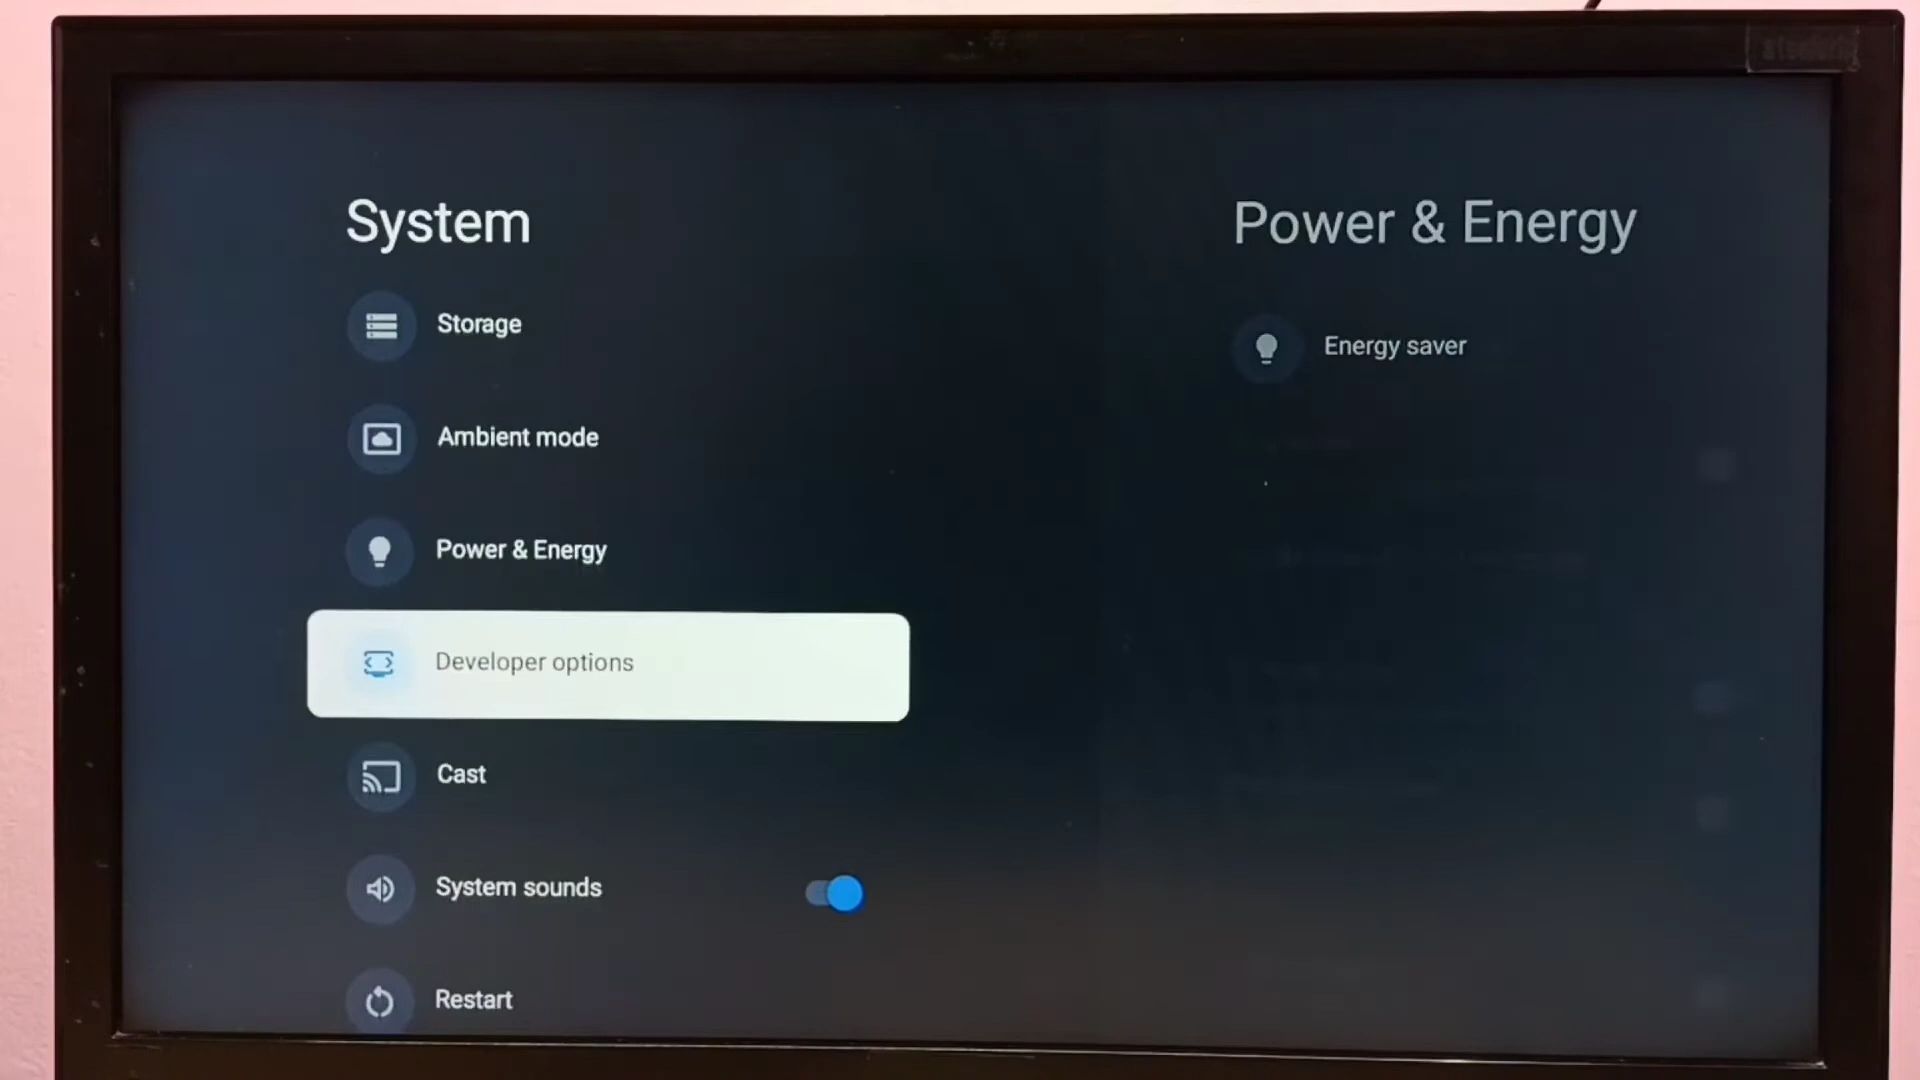 System
Storage
Ambient mode
Power & Energy
Developer options
Cast
System sounds
Restart
Power & Energy
Energy saver